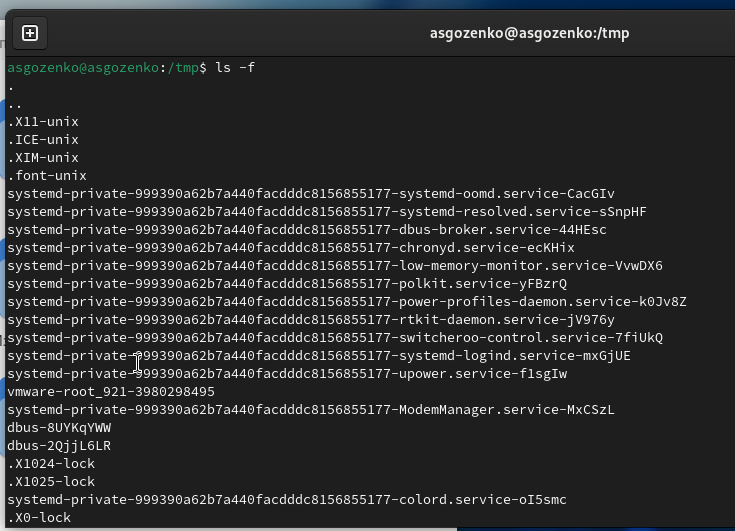 asgozenko@asgozenko:/tmp
asgozenko@asgozenko:/tmp$ ls -f
.
..
.X11-unix
.ICE-unix
.XIM-unix
.font-unix
systemd-private-999390a62b7a440facdddc8156855177-systemd-oomd.service-CacGIv
systemd-private-999390a62b7a440facdddc8156855177-systemd-resolved.service-sSnpHF
systemd-private-999390a62b7a440facdddc8156855177-dbus-broker.service-44HEsc
systemd-private-999390a62b7a440facdddc8156855177-chronyd.service-ecKHix
systemd-private-999390a62b7a440facdddc8156855177-low-memory-monitor.service-VvwDX6
systemd-private-999390a62b7a440facdddc8156855177-polkit.service-yFBzrQ
systemd-private-999390a62b7a440facdddc8156855177-power-profiles-daemon.service-k0Jv8Z
systemd-private-999390a62b7a440facdddc8156855177-rtkit-daemon.service-jV976y
systemd-private-999390a62b7a440facdddc8156855177-switcheroo-control.service-7fiUkQ
systemd-private-999390a62b7a440facdddc8156855177-systemd-logind.service-mxGjUE
systemd-private-999390a62b7a440facdddc8156855177-upower.service-f1sgIw
vmware-root_921-3980298495
systemd-private-999390a62b7a440facdddc8156855177-ModemManager.service-MxCSzL
dbus-8UYKqYWW
dbus-2QjjL6LR
.X1024-lock
.X1025-lock
systemd-private-999390a62b7a440facdddc8156855177-colord.service-oI5smc
.X0-lock